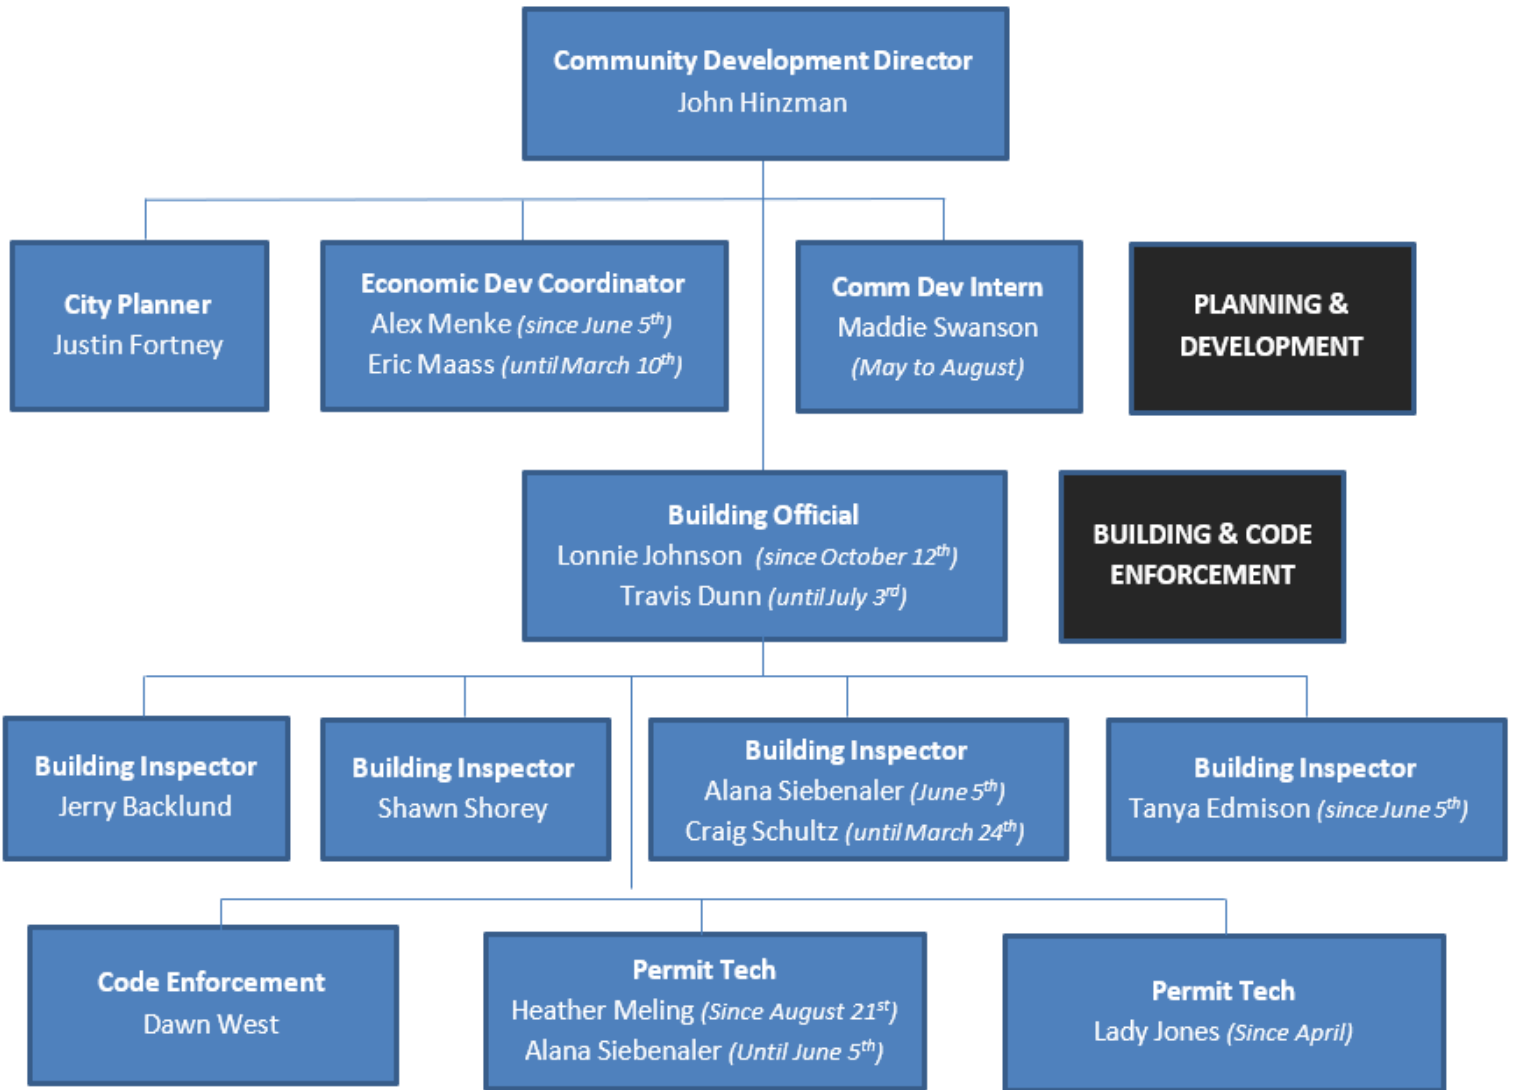 Community Development Director
John Hinzman
City Planner
Justin Fortney
Economic Dev Coordinator
Alex Menke (since June 5th)
Eric Maass (until March 10th)
Comm Dev Intern
Maddie Swanson
(May to August)
PLANNING &
DEVELOPMENT
Building Official
Lonnie Johnson (since October 12th)
Travis Dunn (until July 3rd)
BUILDING & CODE
ENFORCEMENT
Building Inspector
Jerry Backlund
Building Inspector
Shawn Shorey
Building Inspector
Alana Siebenaler (June 5th)
Craig Schultz (until March 24th)
Building Inspector
Tanya Edmison (since June 5th)
Code Enforcement
Dawn West
Permit Tech
Heather Meling (Since August 21st)
Alana Siebenaler (Until June 5th)
Permit Tech
Lady Jones (Since April)